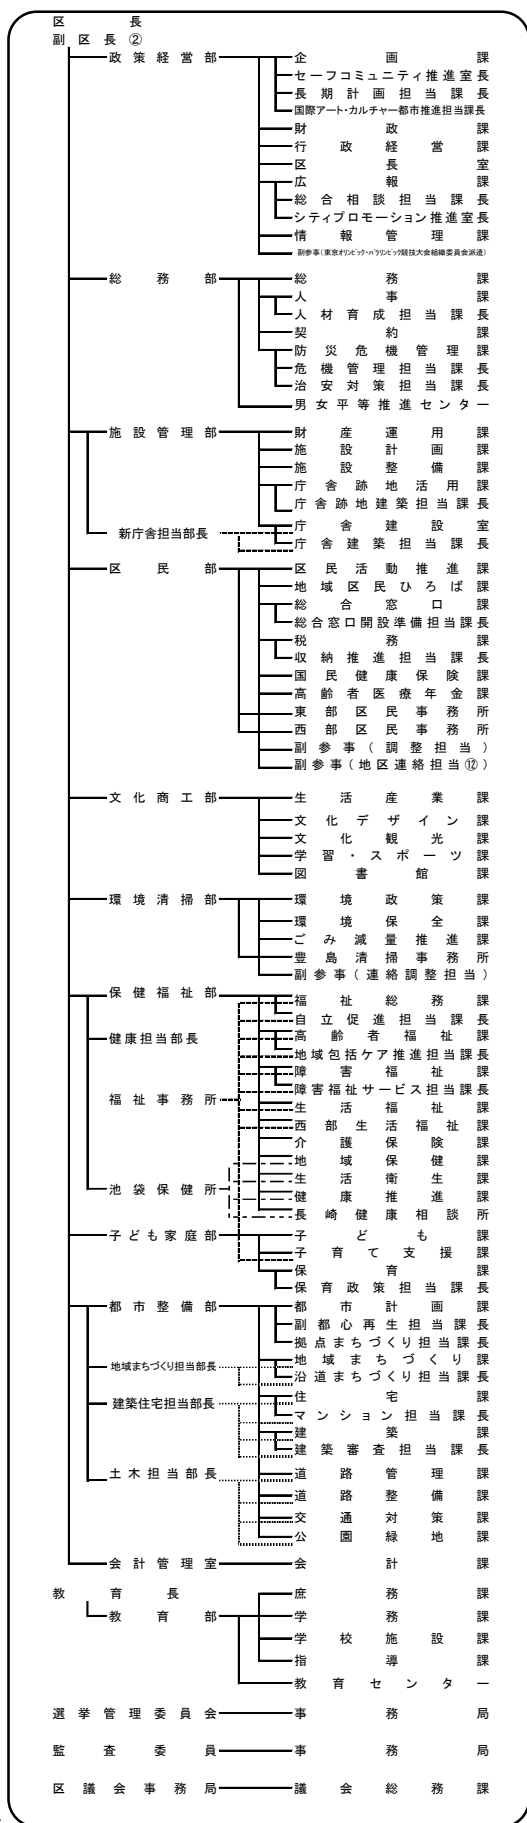 区長
副区長②
政策経営部 企画課
セーフコミュニティ推進室長
長期計画担当課長
国際アート・カルチャー都市推進担当課長
財政課
行政経営課
区長室
広報課
総合相談担当課長
シティプロモーション推進室長
情報管理課
副参事(東京オリンピック・パラリンピック競技大会組織委員会派遣)
総務部 総務課
人事課
人材育成担当課長
契約課
防災危機管理課
危機管理担当課長
治安対策担当課長
男女平等推進センター
施設管理部 財産運用課
施設計画課
施設整備課
庁舎跡地活用課
庁舎跡地建築担当課長
庁舎建設室
新庁舎担当部長
庁舎建築担当課長
区民部 区民活動推進課
地域区民ひろば課
総合窓口課
総合窓口開設準備担当課長
税務課
収納推進担当課長
国民健康保険課
高齢者医療年金課
東部区民事務所
西部区民事務所
副参事(調整担当)
副参事(地区連絡担当⑫)
文化商工部 生活産業課
文化デザイン課
文化観光課
学習・スポーツ課
図書館課
環境清掃部 環境政策課
環境保全課
ごみ減量推進課
豊島清掃事務所
副参事(連絡調整担当)
保健福祉部 福祉総務課
自立促進担当課長
健康担当部長 高齢者福祉課
地域包括ケア推進担当課長
障害福祉課
障害福祉サービス担当課長
福祉事務所 生活福祉課
西部生活福祉課
介護保険課
地域保健課
生活衛生課
池袋保健所 健康推進課
長崎健康相談所
子ども家庭部 子ども課
子育て支援課
保育課
保育政策担当課長
都市整備部 都市計画課
副都心再生担当課長
拠点まちづくり担当課長
地域まちづくり担当部長 地域まちづくり課
沿道まちづくり担当課長
建築住宅担当部長 住宅課
マンション担当課長
建築課
建築審査担当課長
土木担当部長 道路管理課
道路整備課
交通対策課
公園緑地課
会計管理室 会計課
教育長 庶務課
教育部 学務課
学校施設課
指導課
教育センター
選挙管理委員会 事務局
監査委員 事務局
区議会事務局 議会総務課